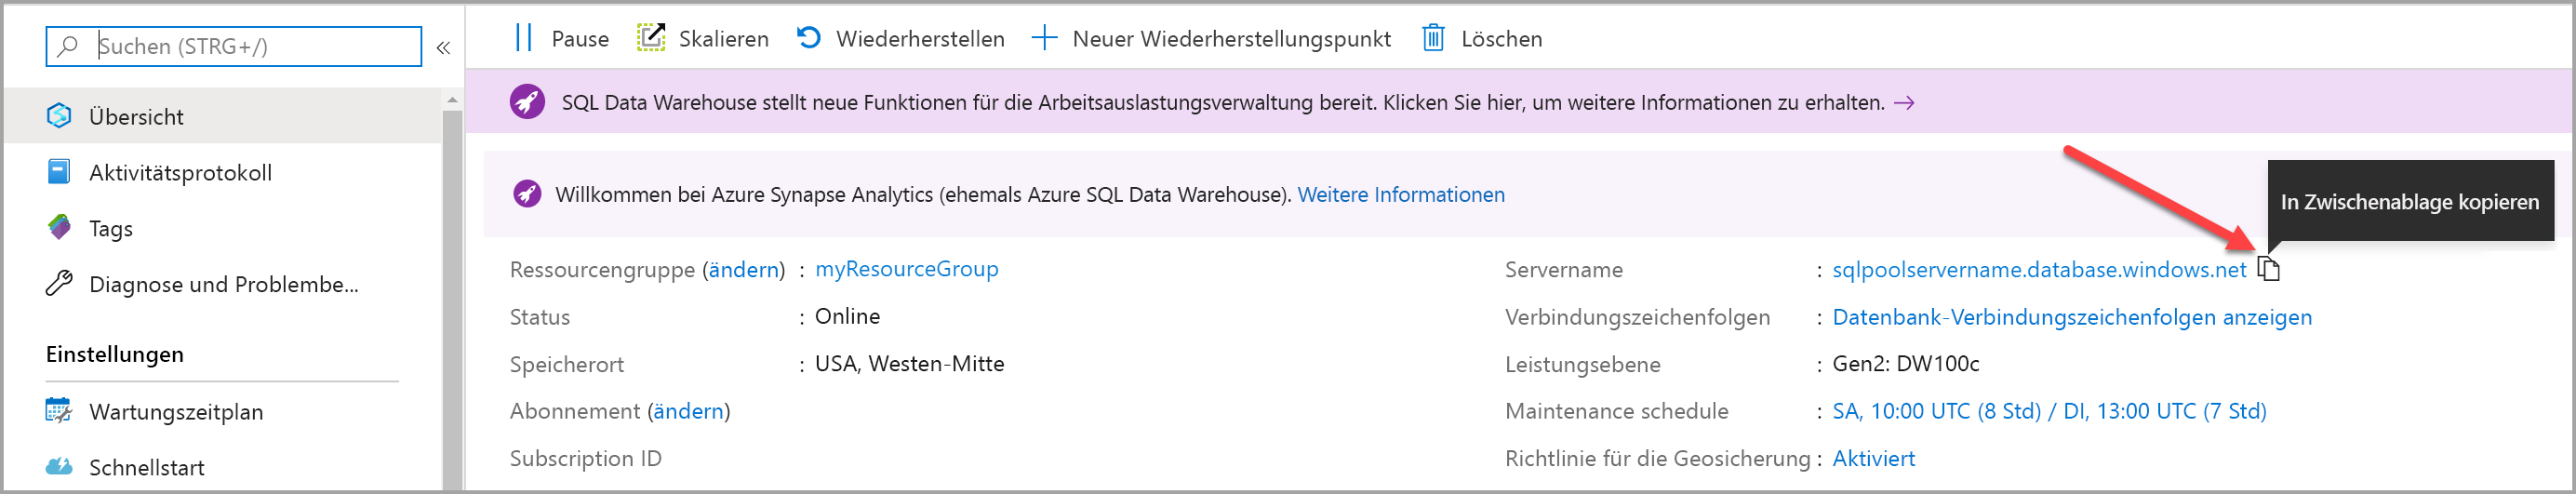 Suchen (STRG+/)
Übersicht
Aktivitätsprotokoll
Tags
Diagnose und Problembe...
Einstellungen
Wartungszeitplan
Schnellstart
Pause Skalieren Wiederherstellen Neuer Wiederherstellungspunkt Löschen
SQL Data Warehouse stellt neue Funktionen für die Arbeitsauslastungsverwaltung bereit. Klicken Sie hier, um weitere Informationen zu erhalten. →
Willkommen bei Azure Synapse Analytics (ehemals Azure SQL Data Warehouse). Weitere Informationen
In Zwischenablage kopieren
Ressourcengruppe (ändern) : myResourceGroup
Status : Online
Speicherort : USA, Westen-Mitte
Abonnement (ändern)
Subscription ID
Servername : sqlpoolservername.database.windows.net
Verbindungszeichenfolgen : Datenbank-Verbindungszeichenfolgen anzeigen
Leistungsebene : Gen2: DW100c
Maintenance schedule : SA, 10:00 UTC (8 Std) / DI, 13:00 UTC (7 Std)
Richtlinie für die Geosicherung : Aktiviert